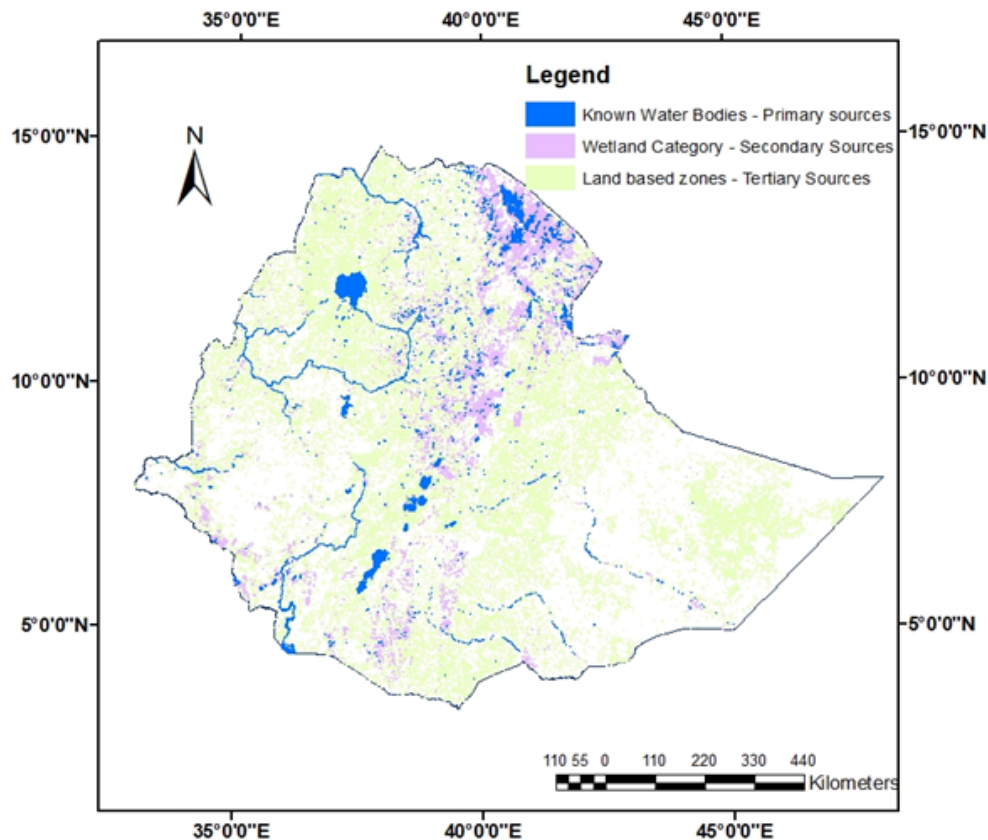 35°0'0"E 40°0'0"E 45°0'0"E
Legend
Known Water Bodies - Primary sources
15°0'0"N 15°0'0"N
Wetland Category - Secondary Sources
N
Land based zones - Tertiary Sources
10°0'0"N 10°0'0"N
5°0'0"N 5°0'0"N
110 55 0 110 220 330 440
Kilometers
35°0'0"E 40°0'0"E 45°0'0"E